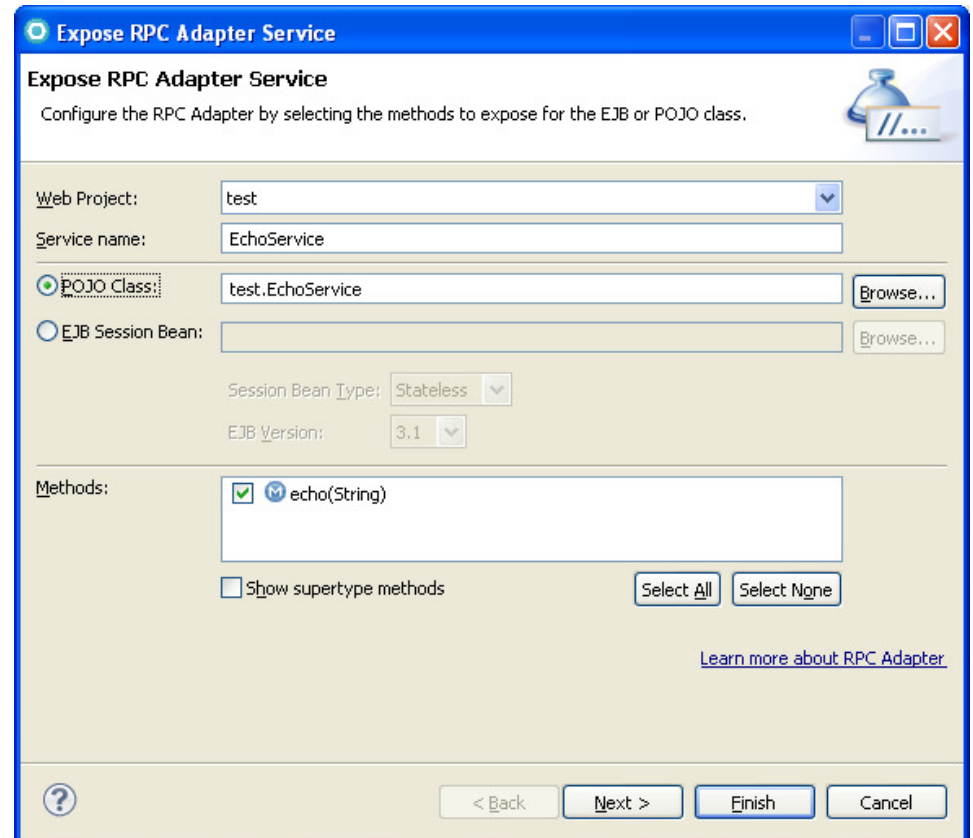 Expose RPC Adapter Service
Expose RPC Adapter Service
Configure the RPC Adapter by selecting the methods to expose for the EJB or POJO class.
//...
Web Project: test
Service name: EchoService
POJO Class: test.EchoService Browse...
EJB Session Bean: Browse...
Session Bean Type: Stateless
EJB Version: 3.1
Methods: M echo(String)
Show supertype methods Select All Select None
Learn more about RPC Adapter
? < Back Next > Finish Cancel